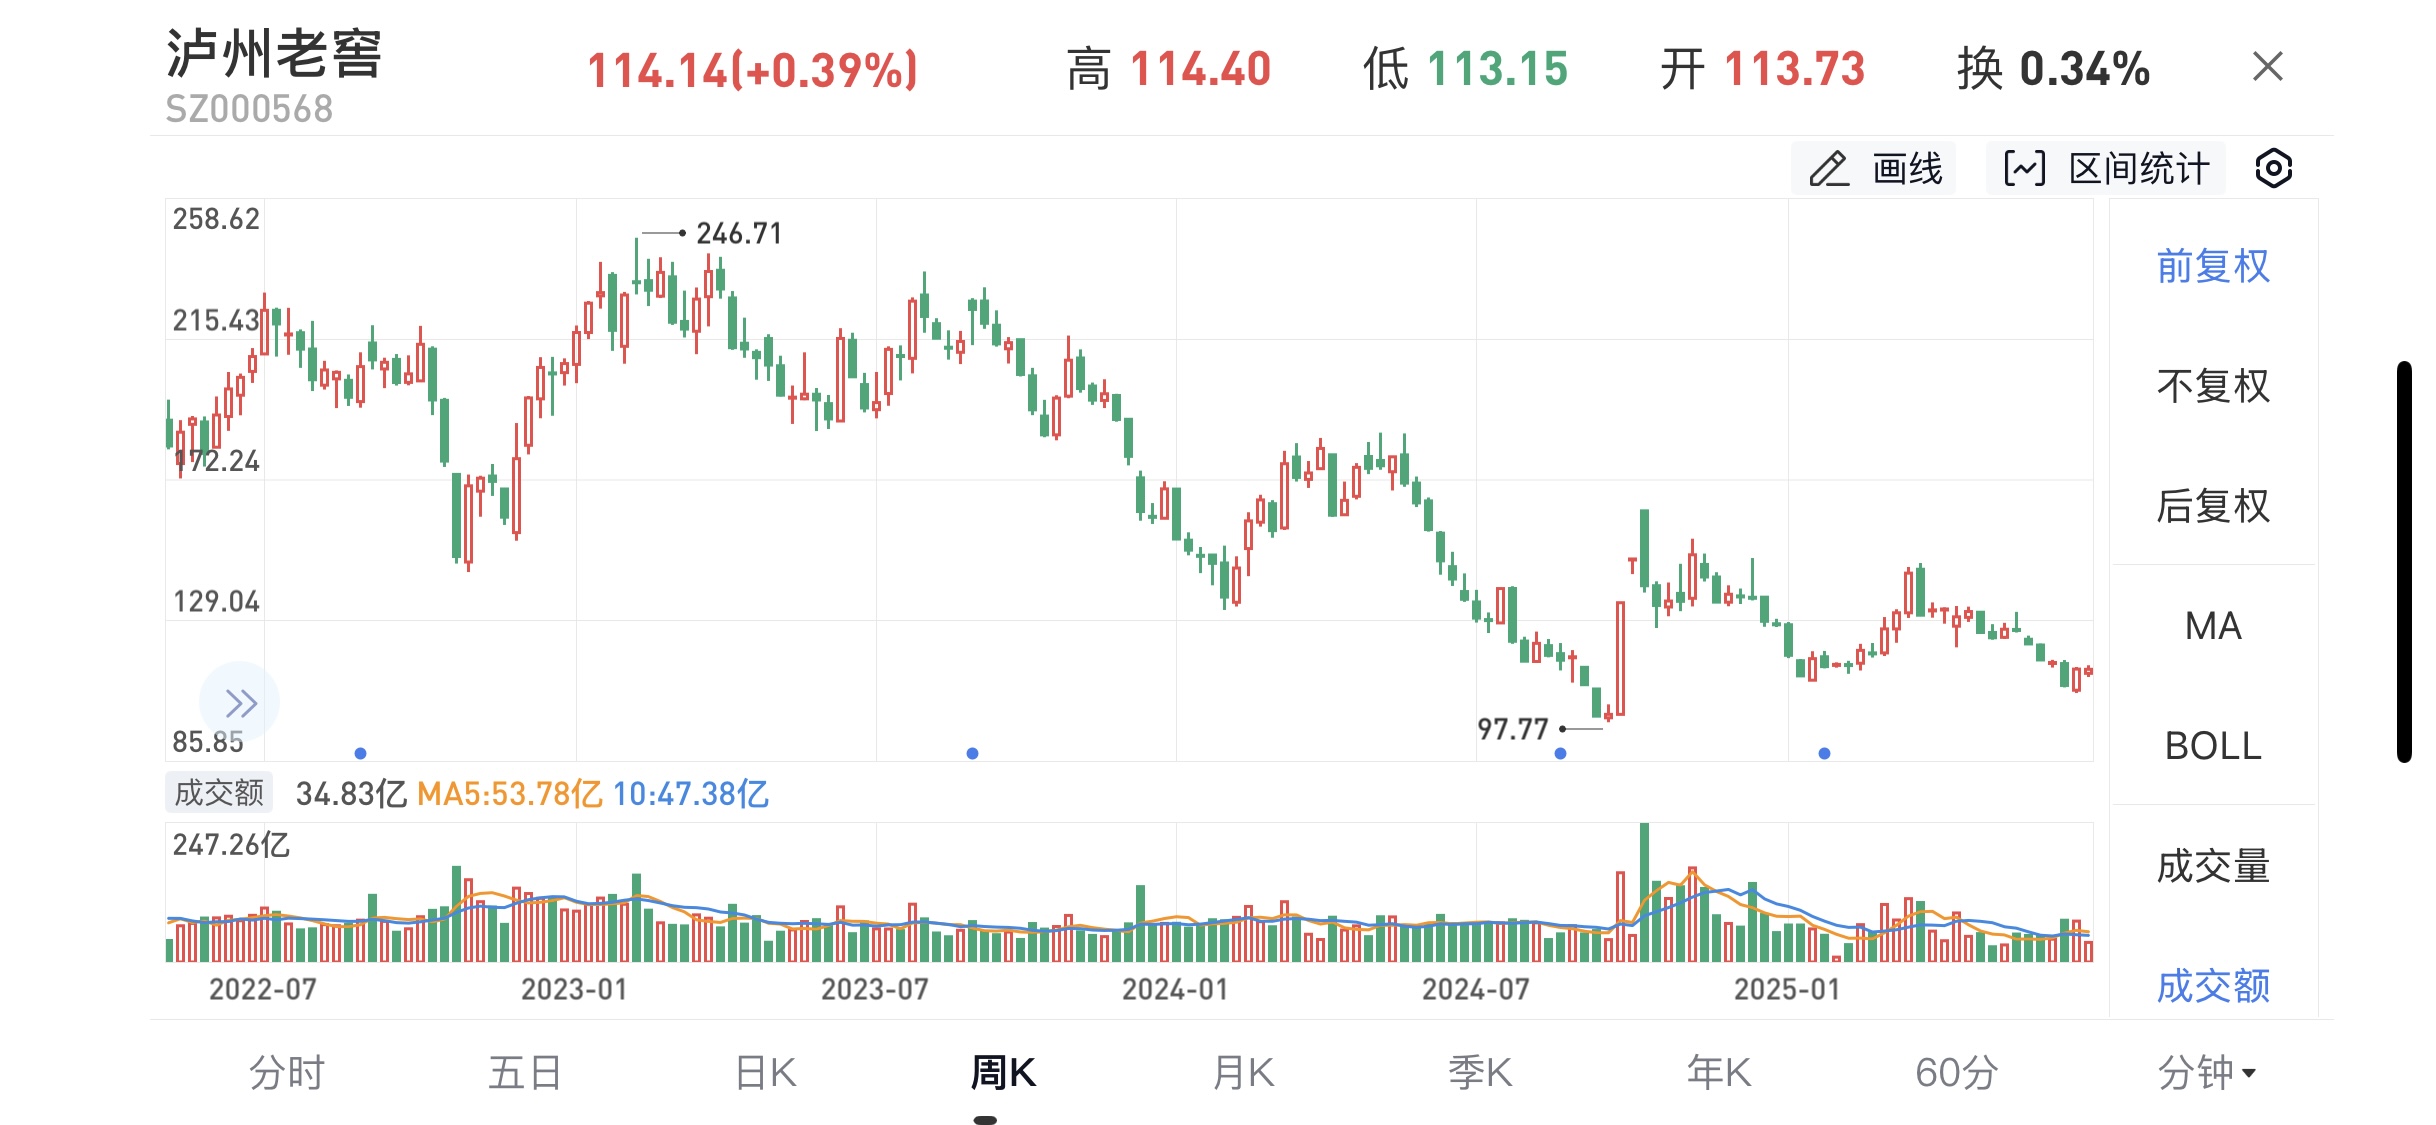 泸州老窖
SZ000568
114.14(+0.39%)
高 114.40
低 113.15
开 113.73
换 0.34%
画线
区间统计
258.62
246.71
215.43
172.24
129.04
97.77
85.85
前复权
不复权
后复权
MA
BOLL
成交量
成交额
成交额 34.83亿 MA5:53.78亿 10:47.38亿
247.26亿
2022-07 2023-01 2023-07 2024-01 2024-07 2025-01
分时 五日 日K 周K 月K 季K 年K 60分 分钟